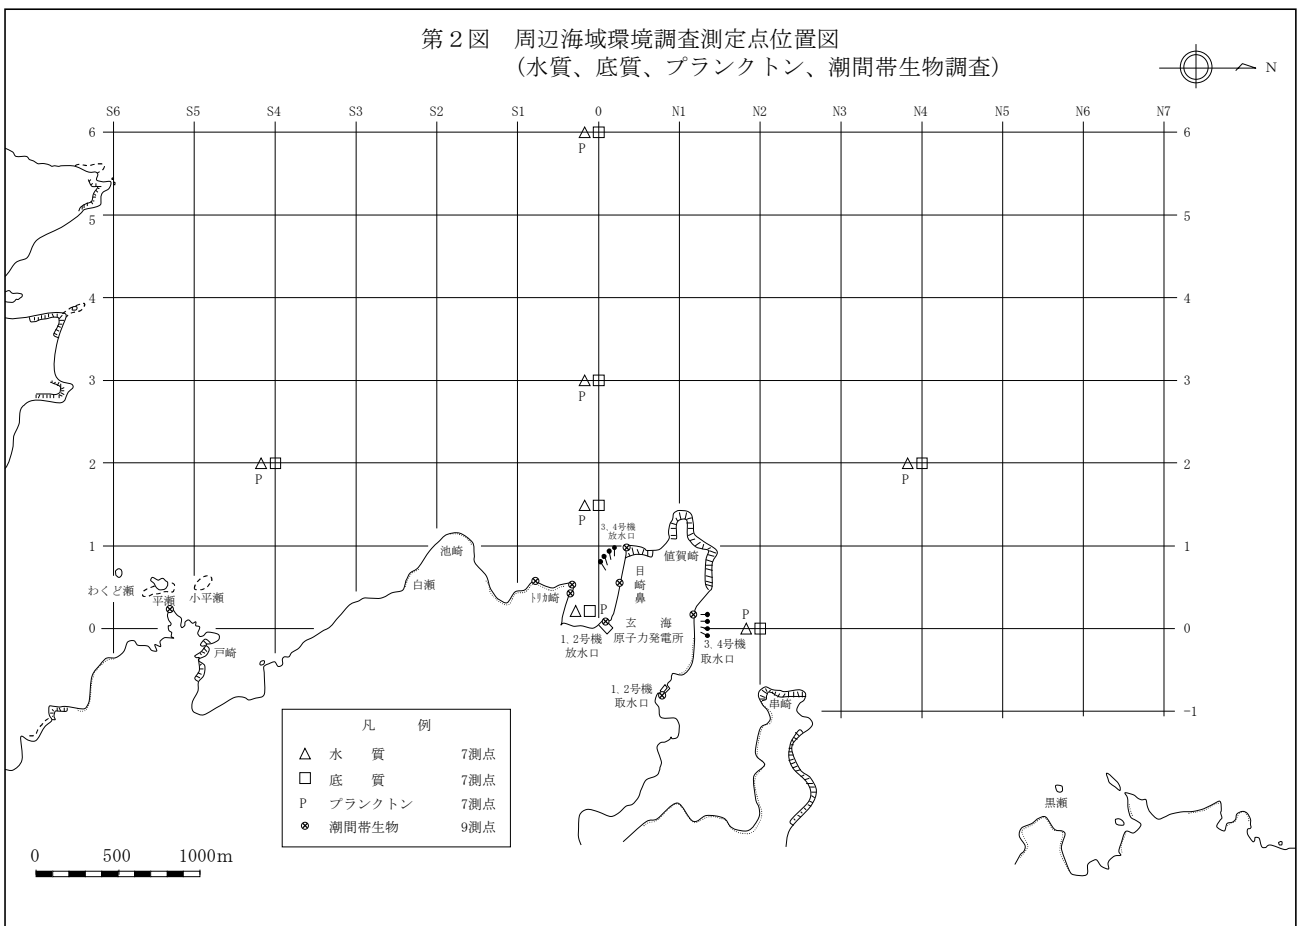 第２図　周辺海域環境調査測定点位置図
(水質、底質、プランクトン、潮間帯生物調査)
N
S6 S5 S4 S3 S2 S1 0 N1 N2 N3 N4 N5 N6 N7
6 6
P
5 5
4 4
3 3
P
2 2
P P
P
3,4号機
放水口
1 1
池崎 値賀崎
わくど瀬 平瀬 小平瀬 白瀬 トリカ崎 目崎鼻
P P
0 0
玄　海
原子力発電所
1,2号機
放水口
3,4号機
取水口
戸崎
1,2号機
取水口
串崎
-1
凡　例
水　質 7測点
底　質 7測点
P プランクトン 7測点
潮間帯生物 9測点
黒瀬
0 500 1000m